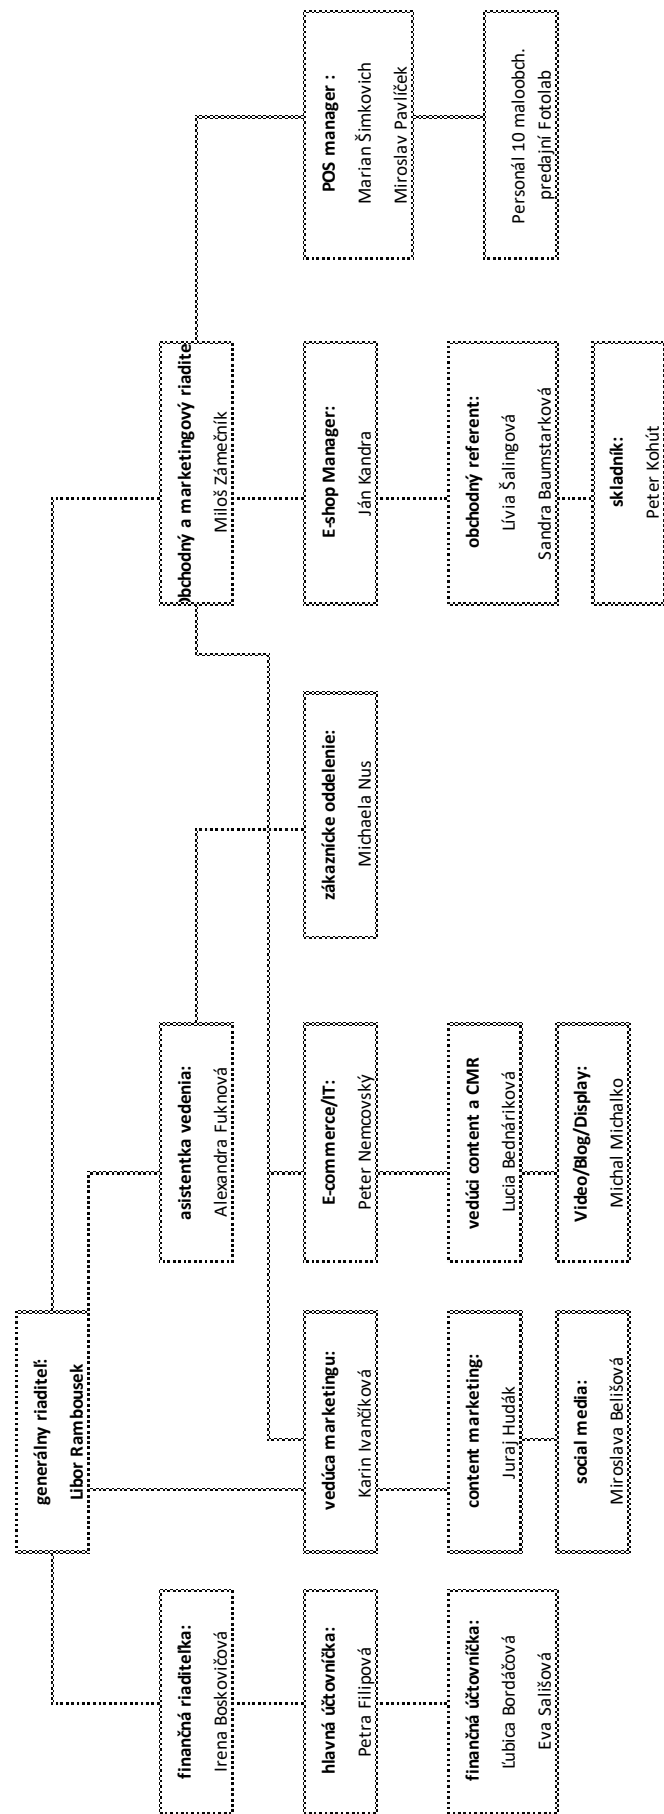 generálny riaditeľ:
Libor Rambousek
finančná riaditeľka:
Irena Boskovičová
asistentka vedenia:
Alexandra Fuknová
obchodný a marketingový riadite
Miloš Zámečník
hlavná účtovníčka:
Petra Filipová
vedúca marketingu:
Karin Ivančíková
E-commerce/IT:
Peter Nemcovský
zákaznícke oddelenie:
Michaela Nus
E-shop Manager:
Ján Kandra
POS manager :
Marian Šimkovich
Miroslav Pavlíček
finančná účtovníčka:
Ľubica Bordáčová
Eva Sališová
content marketing:
Juraj Hudák
vedúci content a CMR
Lucia Bednáriková
obchodný referent:
Lívia Šalingová
Sandra Baumstarková
Personál 10 maloobch.
predajní Fotolab
social media:
Miroslava Belišová
Video/Blog/Display:
Michal Michalko
skladník:
Peter Kohút